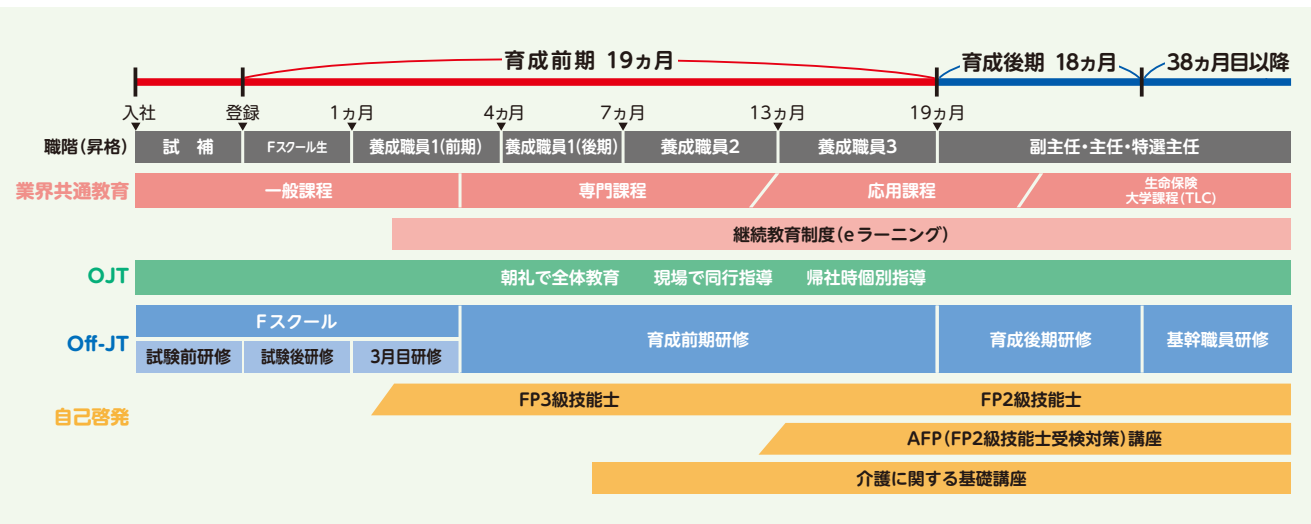 育成前期 19ヵ月
育成後期 18ヵ月
38ヵ月目以降
入社
登録
1ヵ月
4ヵ月
7ヵ月
13ヵ月
19ヵ月
職階(昇格)
試 補
Fスクール生
養成職員1(前期)
養成職員1(後期)
養成職員2
養成職員3
副主任・主任・特選主任
業界共通教育
一般課程
専門課程
応用課程
生命保険
大学課程(TLC)
継続教育制度(eラーニング)
OJT
朝礼で全体教育
現場で同行指導
帰社時個別指導
Off-JT
Fスクール
試験前研修
試験後研修
3月目研修
育成前期研修
育成後期研修
基幹職員研修
自己啓発
FP3級技能士
FP2級技能士
AFP(FP2級技能士受検対策)講座
介護に関する基礎講座